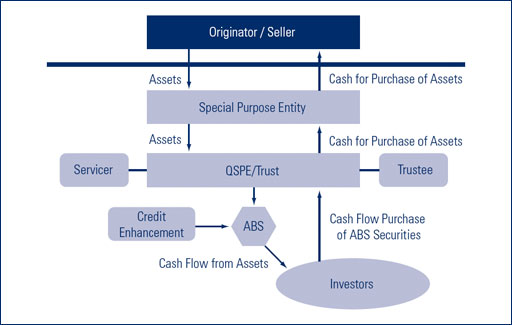 Originator / Seller
Assets
Cash for Purchase of Assets
Special Purpose Entity
Assets
Cash for Purchase of Assets
Servicer
QSPE/Trust
Trustee
Credit
Enhancement
ABS
Cash Flow Purchase
of ABS Securities
Cash Flow from Assets
Investors